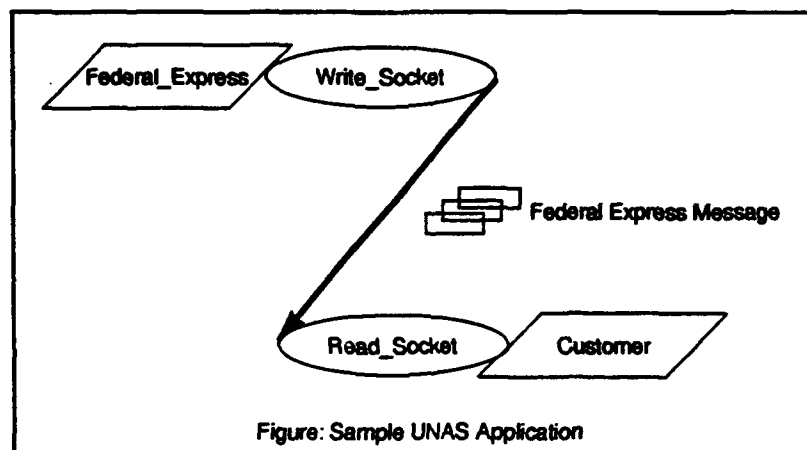 Federal_Express Write_Socket
Federal Express Message
Read_Socket Customer
Figure: Sample UNAS Application